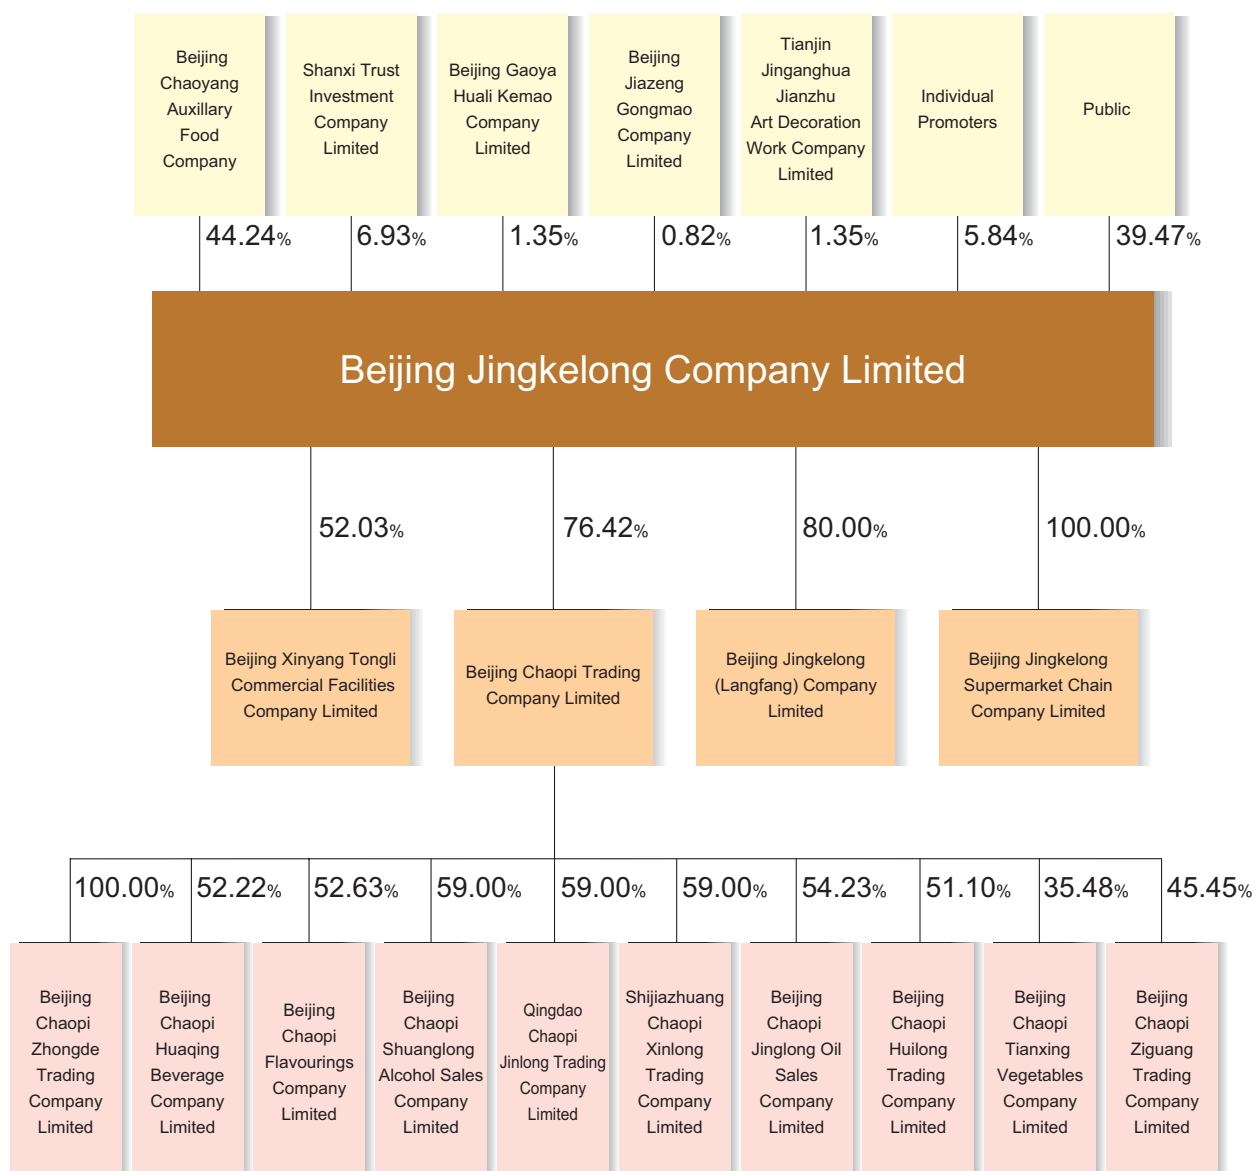 Beijing
Chaoyang
Auxillary
Food
Company
Shanxi Trust
Investment
Company
Limited
Beijing Gaoya
Huali Kemao
Company
Limited
Beijing
Jiazeng
Gongmao
Company
Limited
Tianjin
Jinganghua
Jianzhu
Art Decoration
Work Company
Limited
Individual
Promoters
Public
44.24%
6.93%
1.35%
0.82%
1.35%
5.84%
39.47%
Beijing Jingkelong Company Limited
52.03%
76.42%
80.00%
100.00%
Beijing Xinyang Tongli
Commercial Facilities
Company Limited
Beijing Chaopi Trading
Company Limited
Beijing Jingkelong
(Langfang) Company
Limited
Beijing Jingkelong
Supermarket Chain
Company Limited
100.00%
52.22%
52.63%
59.00%
59.00%
59.00%
54.23%
51.10%
35.48%
45.45%
Beijing
Chaopi
Zhongde
Trading
Company
Limited
Beijing
Chaopi
Huaqing
Beverage
Company
Limited
Beijing
Chaopi
Flavourings
Company
Limited
Beijing
Chaopi
Shuanglong
Alcohol Sales
Company
Limited
Qingdao
Chaopi
Jinlong Trading
Company
Limited
Shijiazhuang
Chaopi
Xinlong
Trading
Company
Limited
Beijing
Chaopi
Jinglong Oil
Sales
Company
Limited
Beijing
Chaopi
Huilong
Trading
Company
Limited
Beijing
Chaopi
Tianxing
Vegetables
Company
Limited
Beijing
Chaopi
Ziguang
Trading
Company
Limited